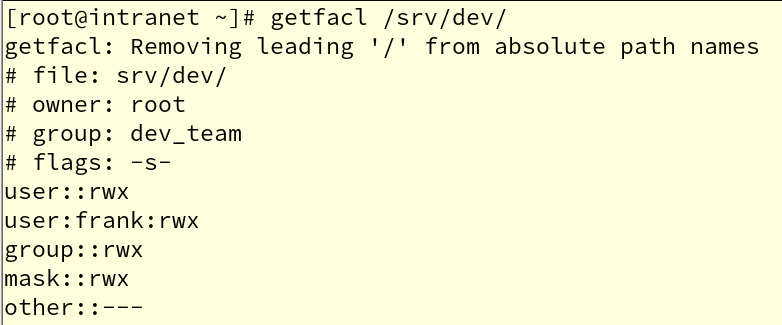 [root@intranet ~]# getfacl /srv/dev/
getfacl: Removing leading '/' from absolute path names
# file: srv/dev/
# owner: root
# group: dev_team
# flags: -s-
user::rwx
user:frank:rwx
group::rwx
mask::rwx
other::---